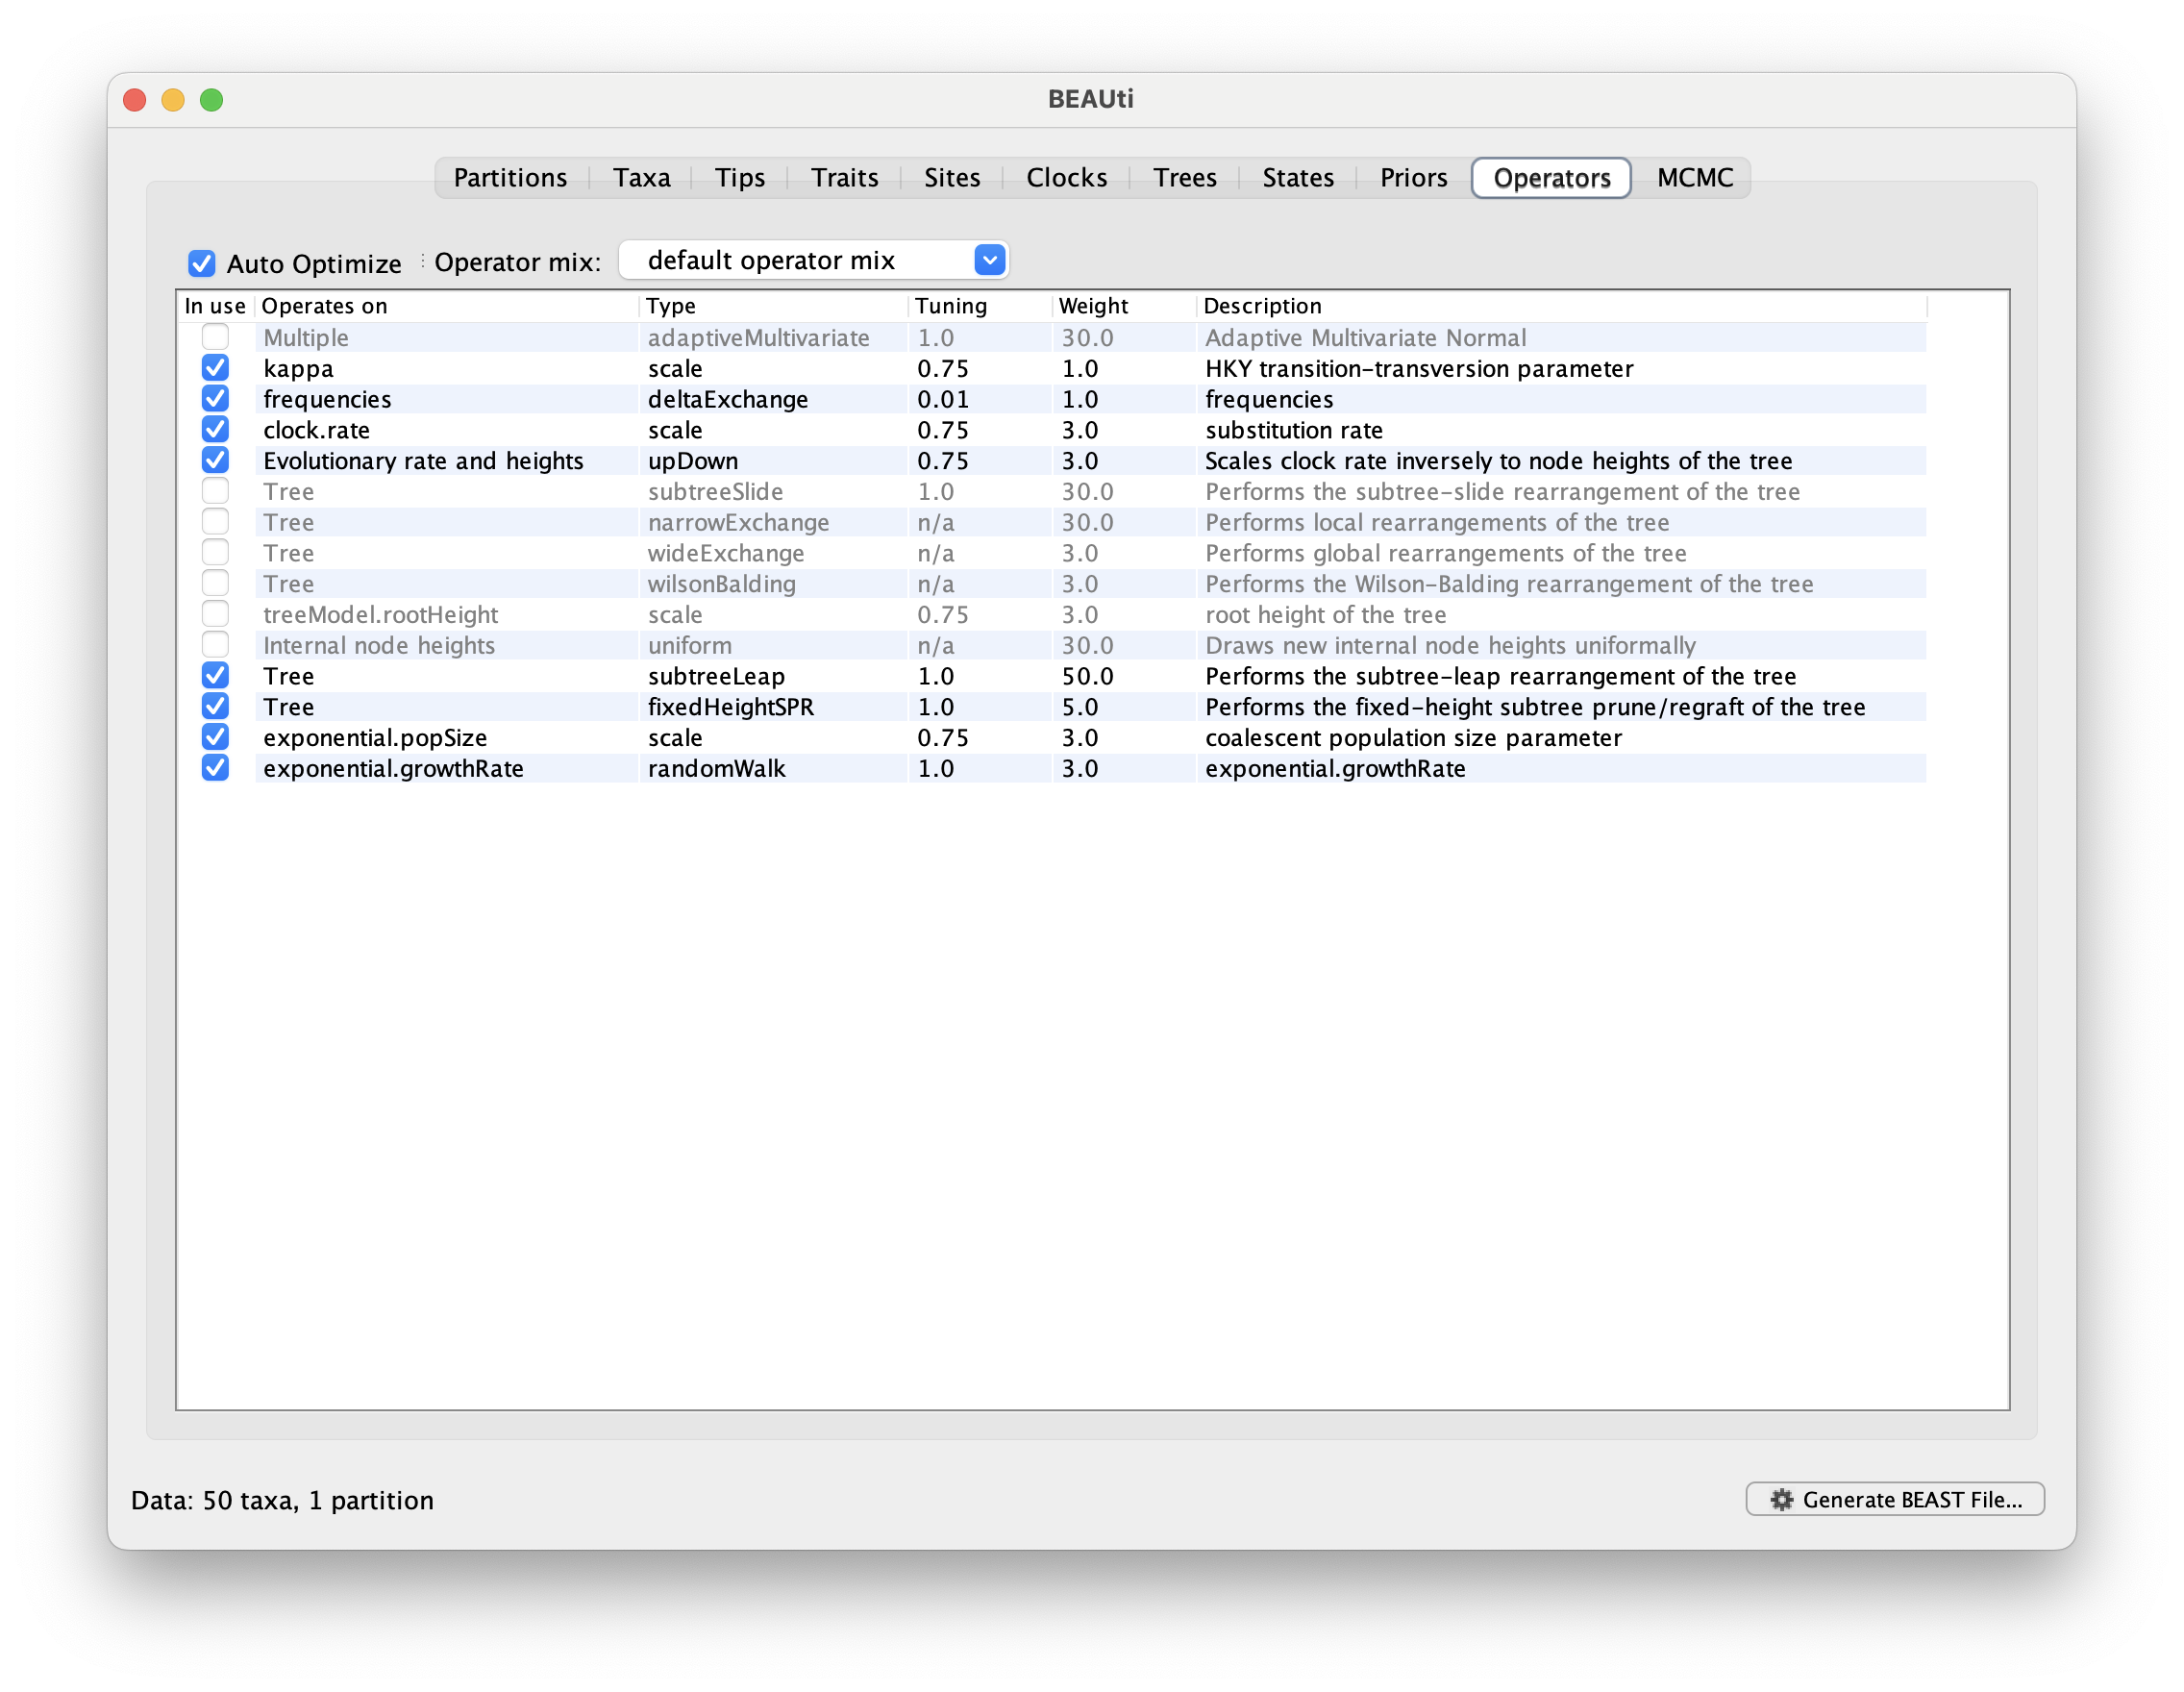 BEAUti
Partitions Taxa Tips Traits Sites Clocks Trees States Priors Operators MCMC
Auto Optimize Operator mix: default operator mix
In use Operates on Type Tuning Weight Description
Multiple adaptiveMultivariate 1.0 30.0 Adaptive Multivariate Normal
kappa scale 0.75 1.0 HKY transition-transversion parameter
frequencies deltaExchange 0.01 1.0 frequencies
clock.rate scale 0.75 3.0 substitution rate
Evolutionary rate and heights upDown 0.75 3.0 Scales clock rate inversely to node heights of the tree
Tree subtreeSlide 1.0 30.0 Performs the subtree-slide rearrangement of the tree
Tree narrowExchange n/a 30.0 Performs local rearrangements of the tree
Tree wideExchange n/a 3.0 Performs global rearrangements of the tree
Tree wilsonBalding n/a 3.0 Performs the Wilson-Balding rearrangement of the tree
treeModel.rootHeight scale 0.75 3.0 root height of the tree
Internal node heights uniform n/a 30.0 Draws new internal node heights uniformally
Tree subtreeLeap 1.0 50.0 Performs the subtree-leap rearrangement of the tree
Tree fixedHeightSPR 1.0 5.0 Performs the fixed-height subtree prune/regraft of the tree
exponential.popSize scale 0.75 3.0 coalescent population size parameter
exponential.growthRate randomWalk 1.0 3.0 exponential.growthRate
Data: 50 taxa, 1 partition
Generate BEAST File...